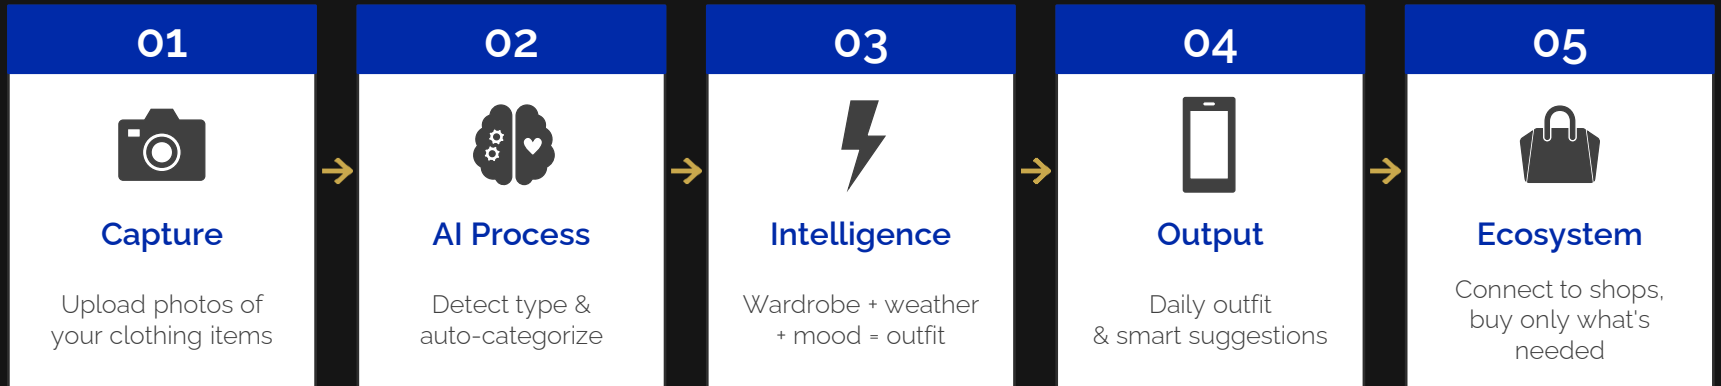 01
Capture
Upload photos of
your clothing items
02
AI Process
Detect type &
auto-categorize
03
Intelligence
Wardrobe + weather
+ mood = outfit
04
Output
Daily outfit
& smart suggestions
05
Ecosystem
Connect to shops,
buy only what's
needed